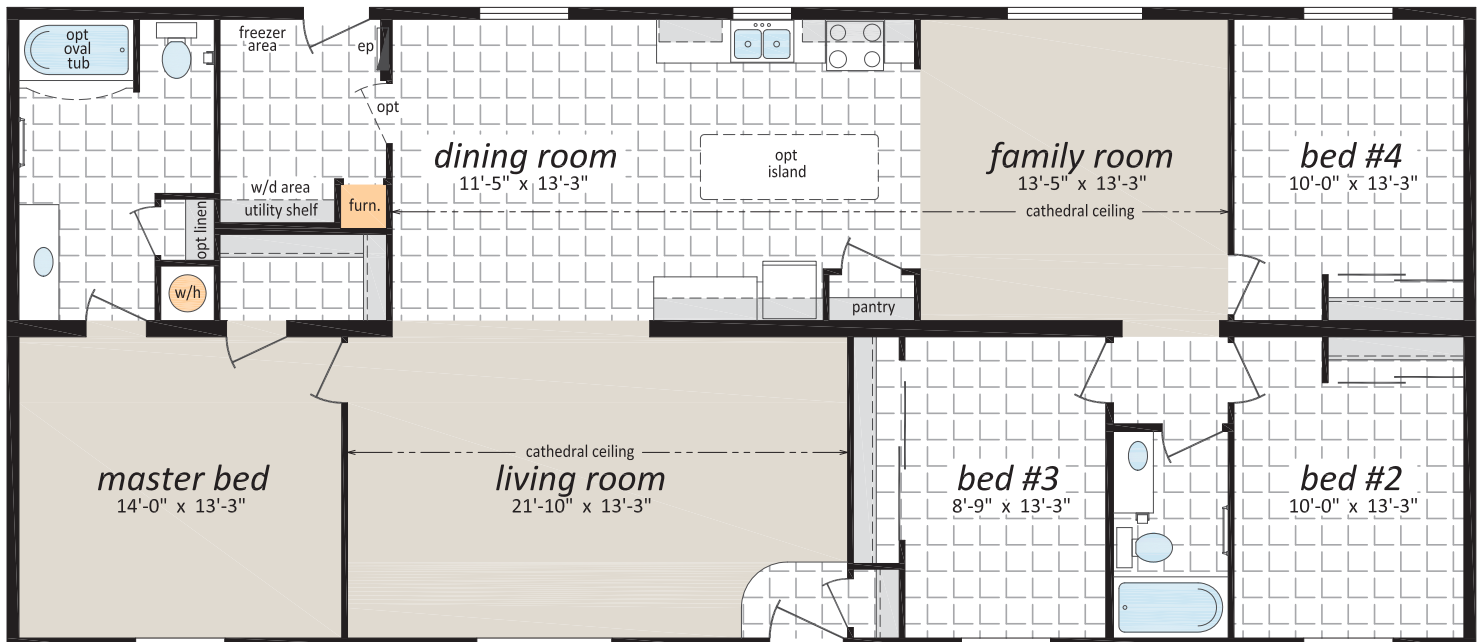 opt
oval
tub
freezer
area
ep
opt
w/d area
utility shelf
furn.
opt linen
w/h
dining room
11'-5" x 13'-3"
opt
island
pantry
family room
13'-5" x 13'-3"
cathedral ceiling
bed #4
10'-0" x 13'-3"
master bed
14'-0" x 13'-3"
cathedral ceiling
living room
21'-10" x 13'-3"
bed #3
8'-9" x 13'-3"
bed #2
10'-0" x 13'-3"